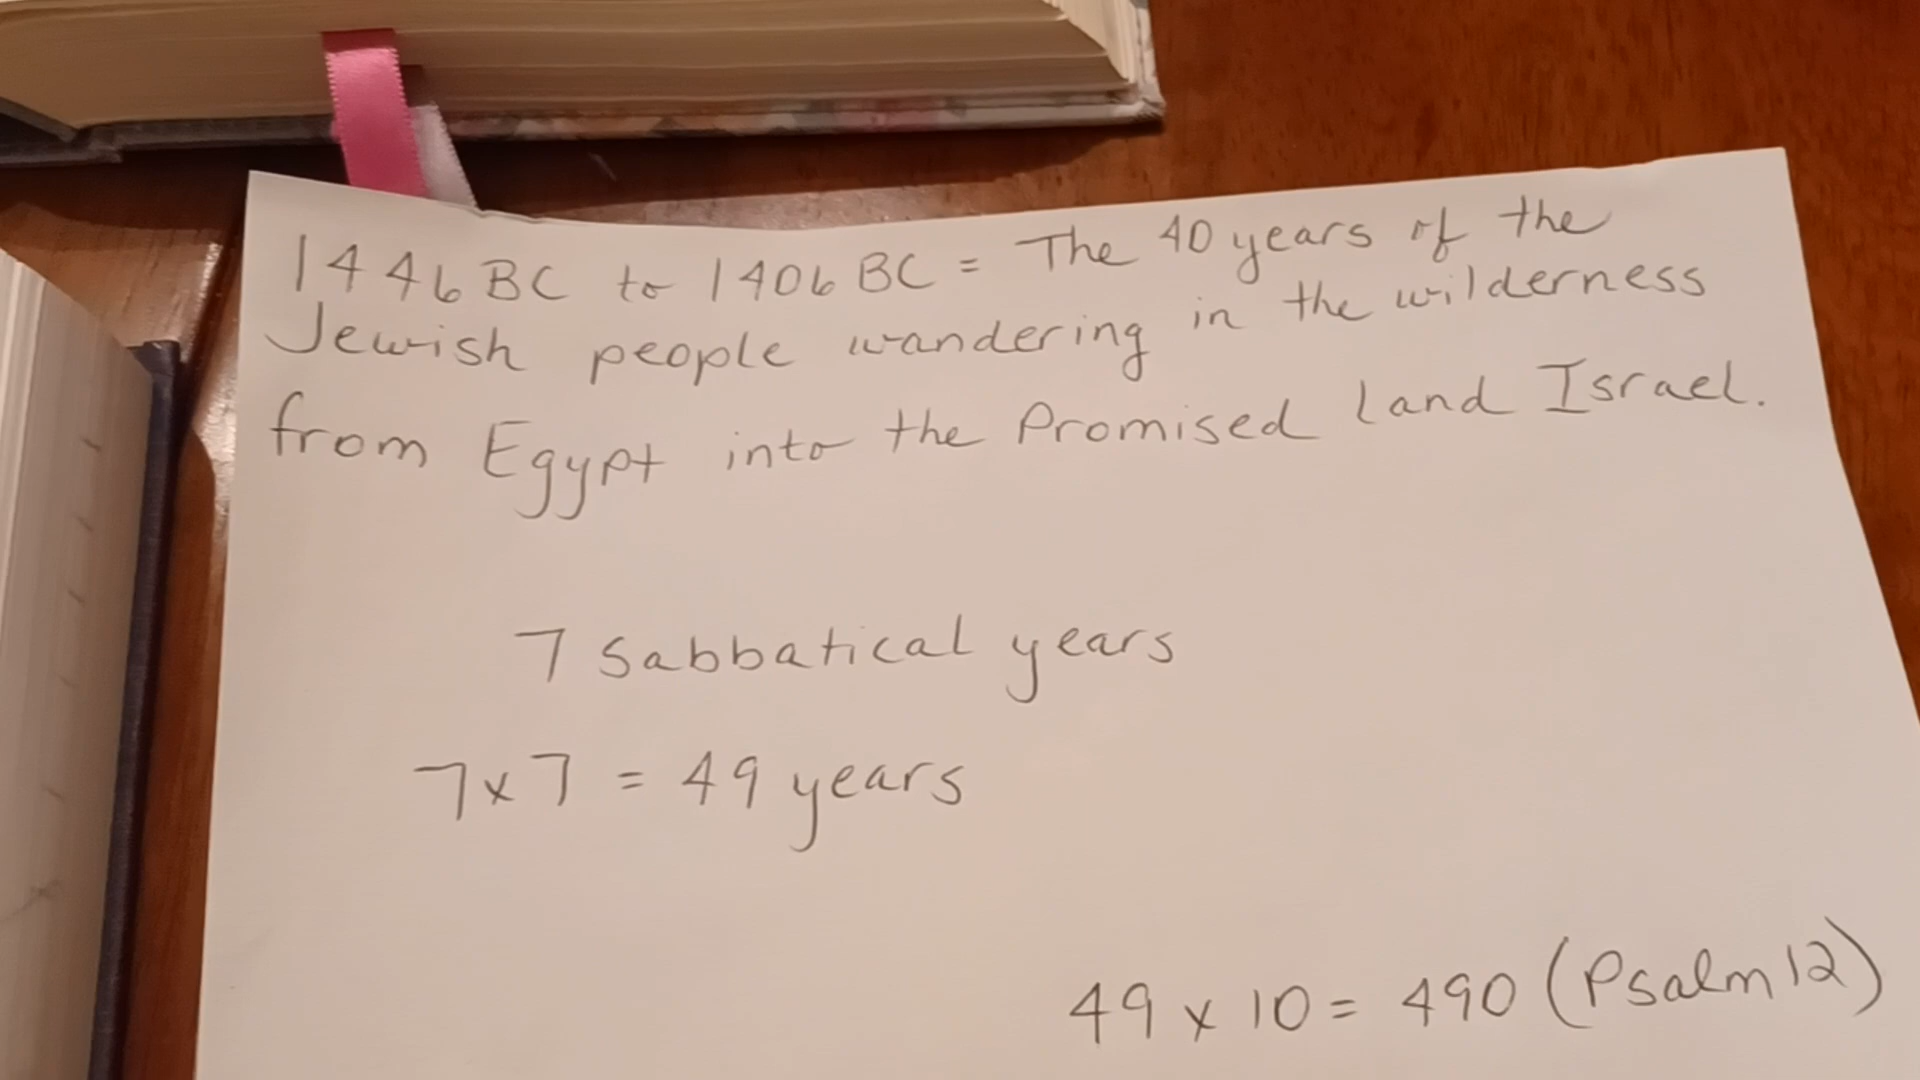 1446 BC to 1406 BC = The 40 years of the
Jewish people wandering in the wilderness
from Egypt into the Promised Land Israel.
7 Sabbatical years
7x7 = 49 years
49 x 10 = 490 (Psalm 12)